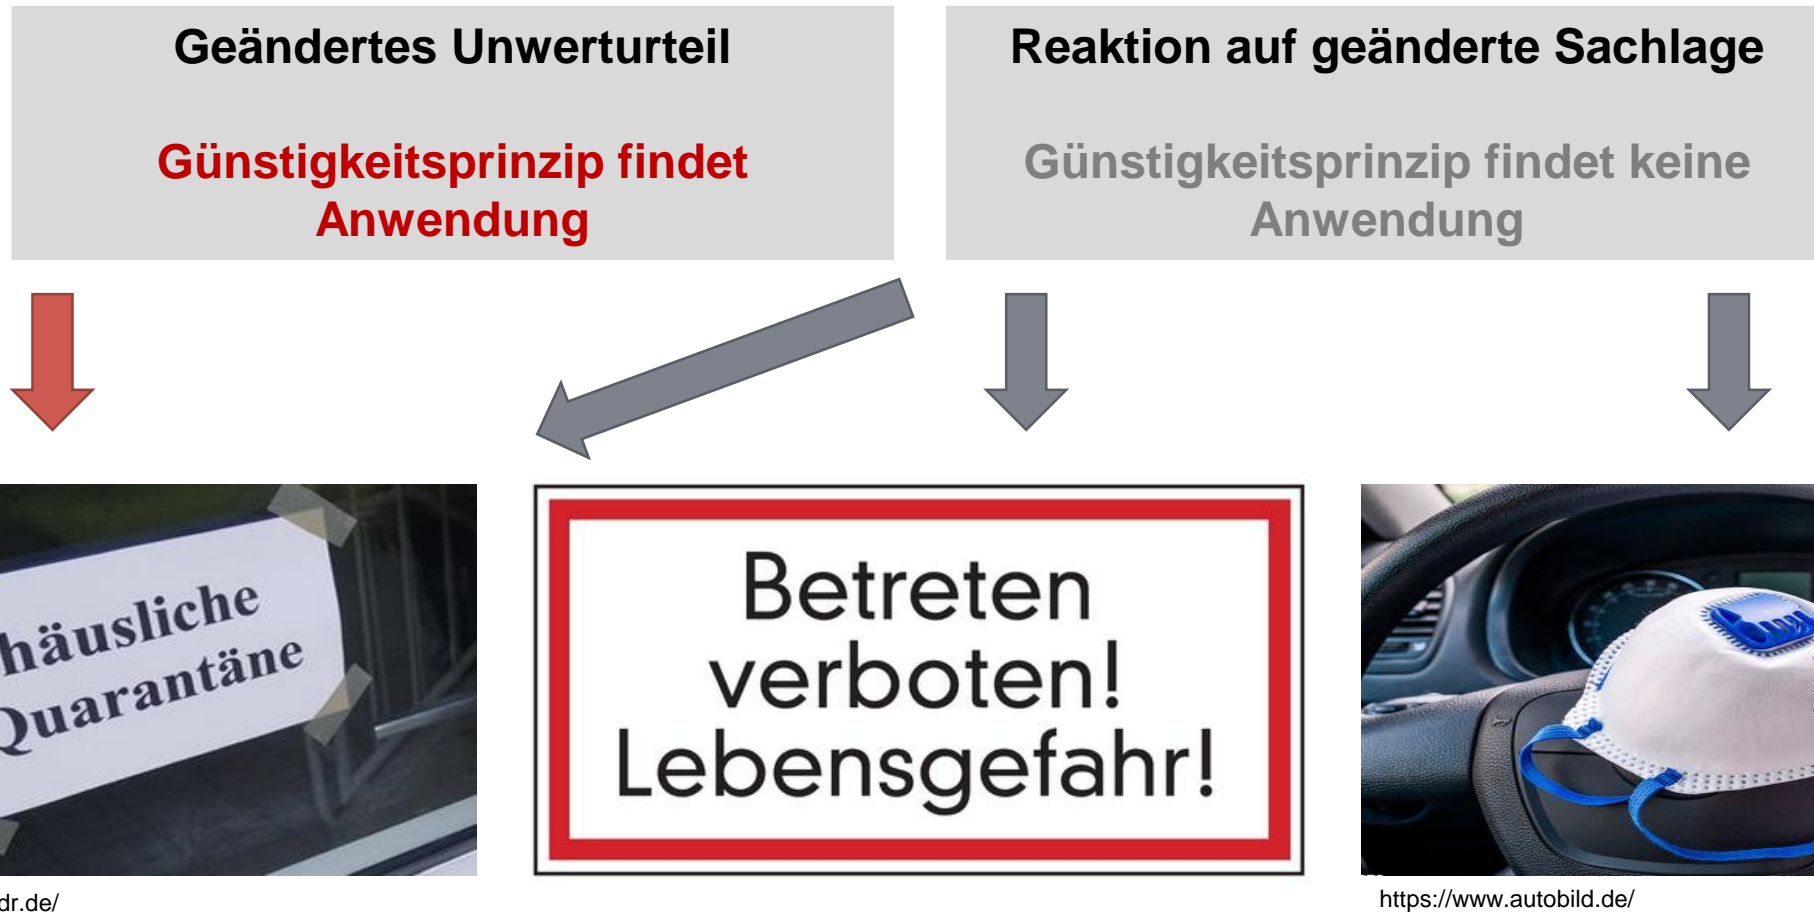 Geändertes Unwerturteil
Günstigkeitsprinzip findet
Anwendung
Reaktion auf geänderte Sachlage
Günstigkeitsprinzip findet keine
Anwendung
häusliche
Quarantäne
Betreten
verboten!
Lebensgefahr!
dr.de/
https://www.autobild.de/